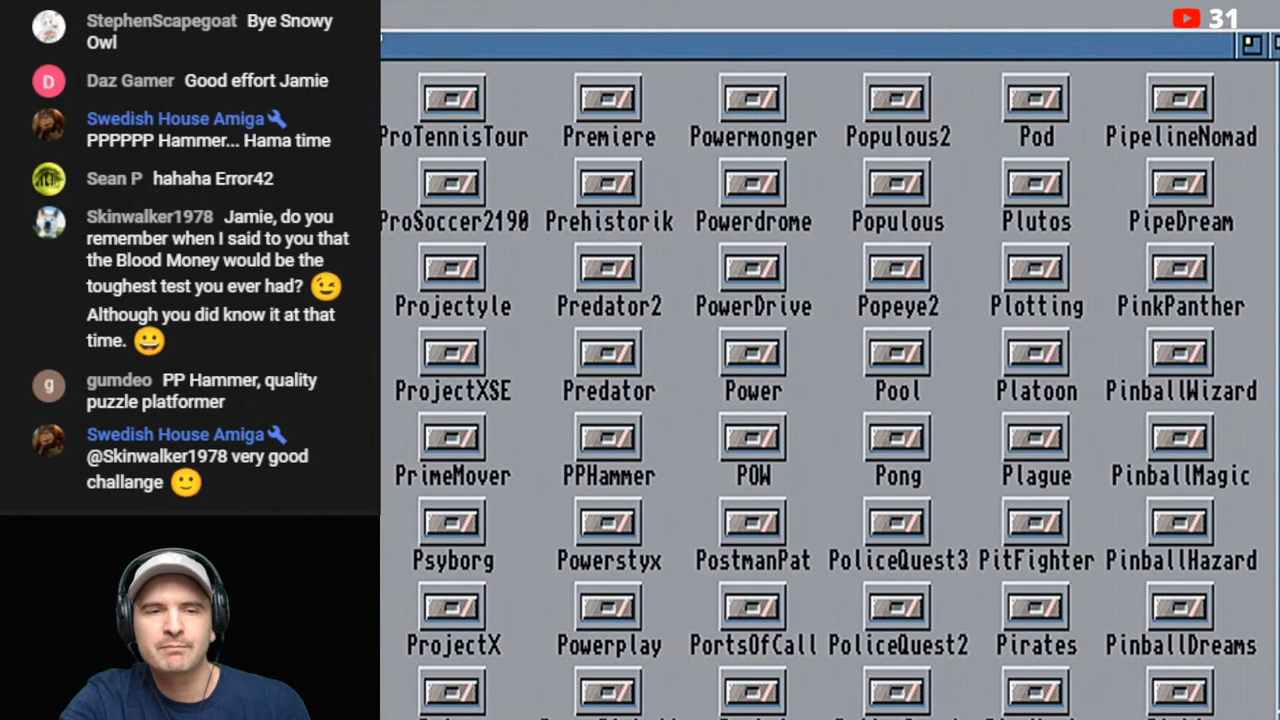 StephenScapegoat Bye Snowy
Owl
D Daz Gamer Good effort Jamie
Swedish House Amiga
PPPPPP Hammer... Hama time
Sean P hahaha Error42
Skinwalker1978 Jamie, do you
remember when I said to you that
the Blood Money would be the
toughest test you ever had? 😉
Although you did know it at that
time. 😀
g gumdeo PP Hammer, quality
puzzle platformer
Swedish House Amiga
@Skinwalker1978 very good
challange 🙂
31
ProTennisTour Premiere Powermonger Populous2 Pod PipelineNomad
ProSoccer2190 Prehistorik Powerdrome Populous Plutos PipeDream
Projectyle Predator2 PowerDrive Popeye2 Plotting PinkPanther
ProjectXSE Predator Power Pool Platoon PinballWizard
PrimeMover PPHammer POW Pong Plague PinballMagic
Psyborg Powerstyx PostmanPat PoliceQuest3 PitFighter PinballHazard
ProjectX Powerplay PortsOfCall PoliceQuest2 Pirates PinballDreams